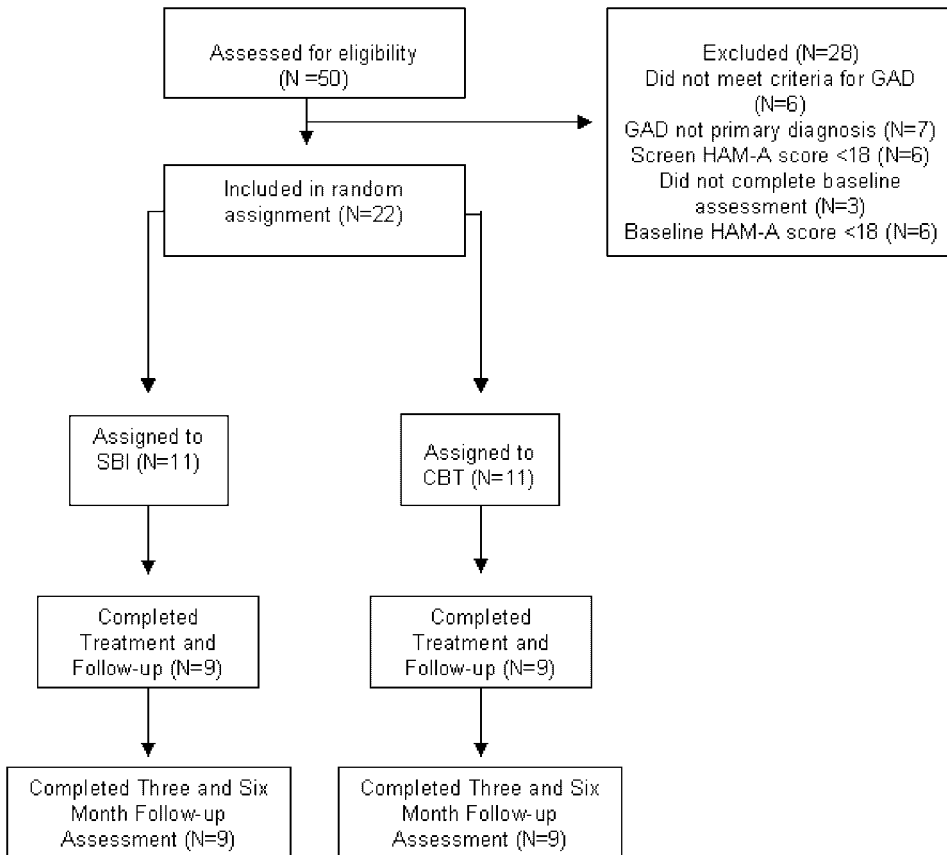 Assessed for eligibility
(N =50)
Excluded (N=28)
Did not meet criteria for GAD
(N=6)
GAD not primary diagnosis (N=7)
Screen HAM-A score <18 (N=6)
Did not complete baseline
assessment (N=3)
Baseline HAM-A score <18 (N=6)
Included in random
assignment (N=22)
Assigned to
SBI (N=11)
Assigned to
CBT (N=11)
Completed
Treatment and
Follow-up (N=9)
Completed
Treatment and
Follow-up (N=9)
Completed Three and Six
Month Follow-up
Assessment (N=9)
Completed Three and Six
Month Follow-up
Assessment (N=9)